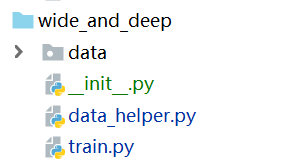 wide_and_deep
data
__init__.py
data_helper.py
train.py